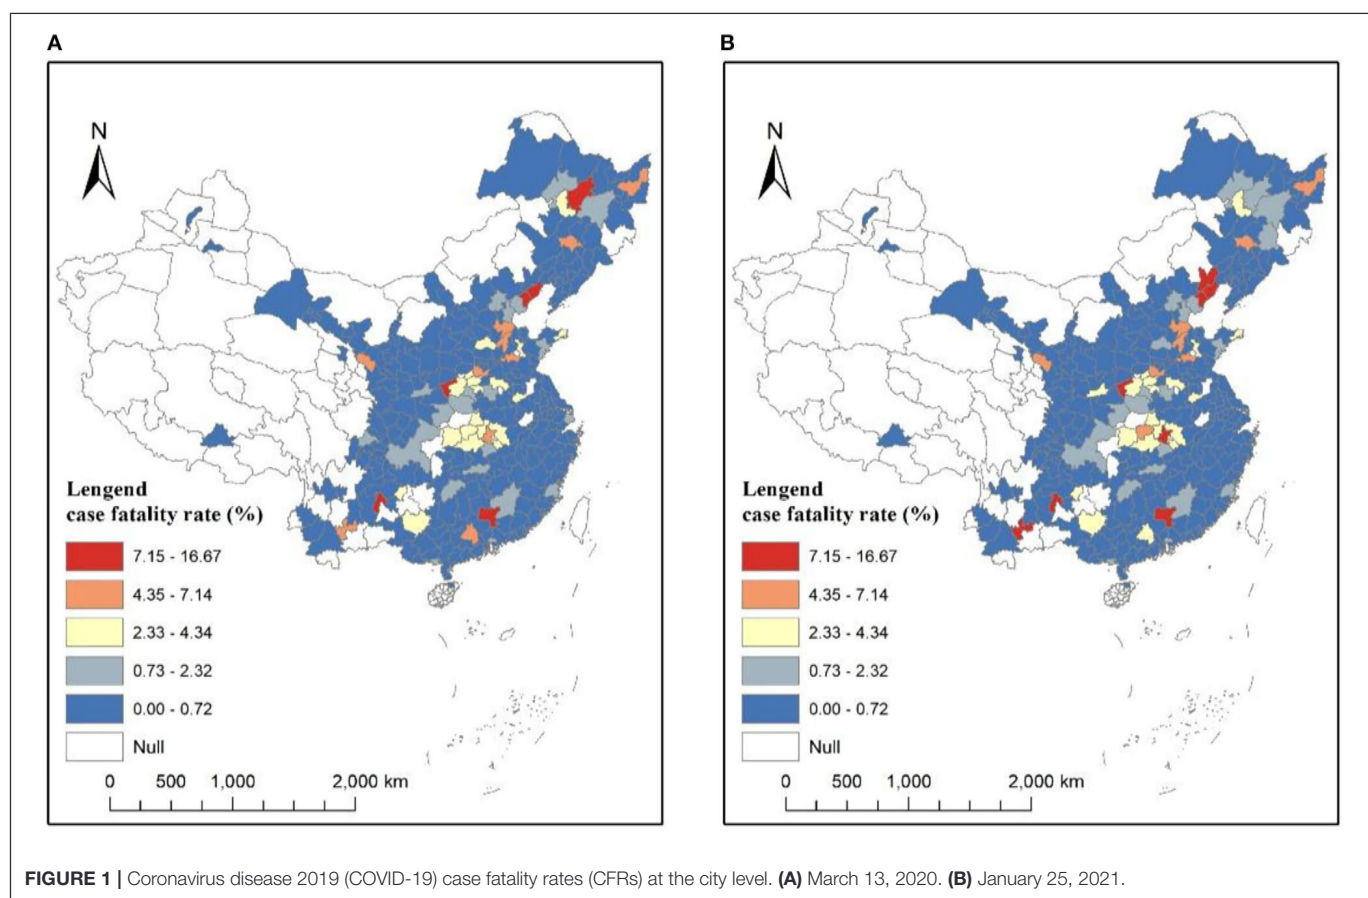 A
N
Lengend
case fatality rate (%)
7.15 - 16.67
4.35 - 7.14
2.33 - 4.34
0.73 - 2.32
0.00 - 0.72
Null
0 500 1,000 2,000 km
B
N
Lengend
case fatality rate (%)
7.15 - 16.67
4.35 - 7.14
2.33 - 4.34
0.73 - 2.32
0.00 - 0.72
Null
0 500 1,000 2,000 km
FIGURE 1 | Coronavirus disease 2019 (COVID-19) case fatality rates (CFRs) at the city level. (A) March 13, 2020. (B) January 25, 2021.